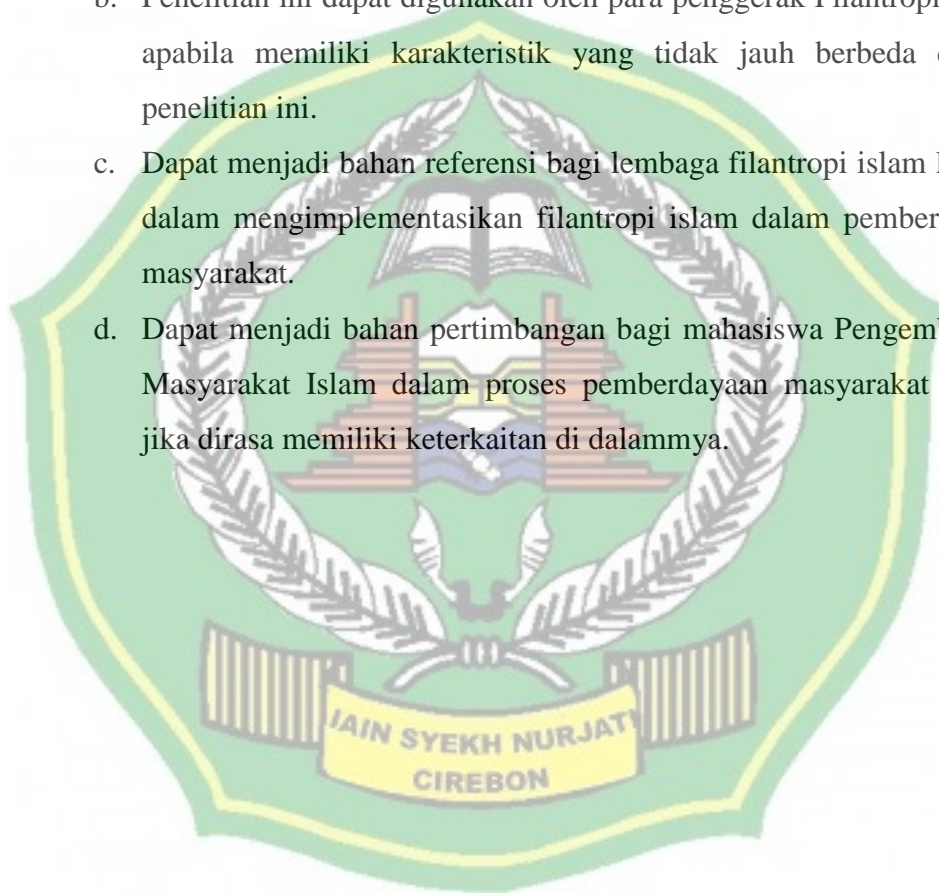 b. Penelitian ini dapat digunakan oleh para penggerak Filantropi
apabila memiliki karakteristik yang tidak jauh berbeda
penelitian ini.
c. Dapat menjadi bahan referensi bagi lembaga filantropi islam
dalam mengimplementasikan filantropi islam dalam
masyarakat.
d. Dapat menjadi bahan pertimbangan bagi mahasiswa
Masyarakat Islam dalam proses pemberdayaan masyarakat
jika dirasa memiliki keterkaitan di dalammya.
IAIN SYEKH NURJATI
CIREBON